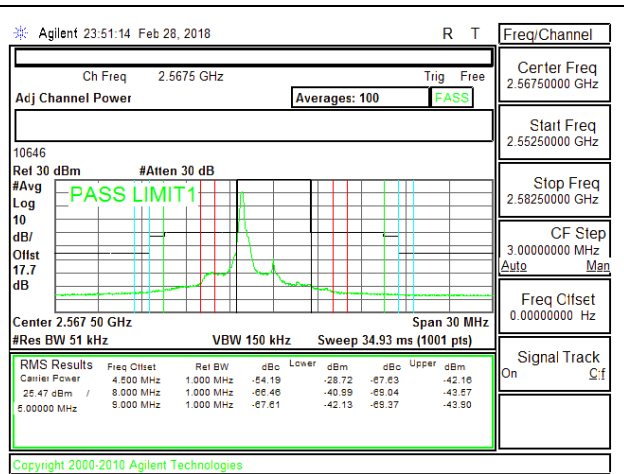 Agilent 23:51:14 Feb 28, 2018 R T
Freq/Channel
Ch Freq 2.5675 GHz Trig Free
Adj Channel Power Averages: 100 PASS
Center Freq
2.56750000 GHz
Start Freq
2.55250000 GHz
Stop Freq
2.58250000 GHz
CF Step
3.00000000 MHz
Auto Man
Freq Offset
0.00000000 Hz
Signal Track
On Off
10646
Ref 30 dBm #Atten 30 dB
#Avg
Log
10
dB/
Offst
17.7
dB
PASS LIMIT1
Center 2.567 50 GHz Span 30 MHz
#Res BW 51 kHz VBW 150 kHz Sweep 34.93 ms (1001 pts)
RMS Results Freq Offset Ref BW dBc Lower dBm dBc Upper dBm
Carrier Power 4.500 MHz 1.000 MHz -54.19 -28.72 -67.63 -42.16
25.47 dBm / 8.000 MHz 1.000 MHz -66.46 -40.99 -69.04 -43.57
5.00000 MHz 9.000 MHz 1.000 MHz -67.61 -42.13 -69.37 -43.90
Copyright 2000-2010 Agilent Technologies